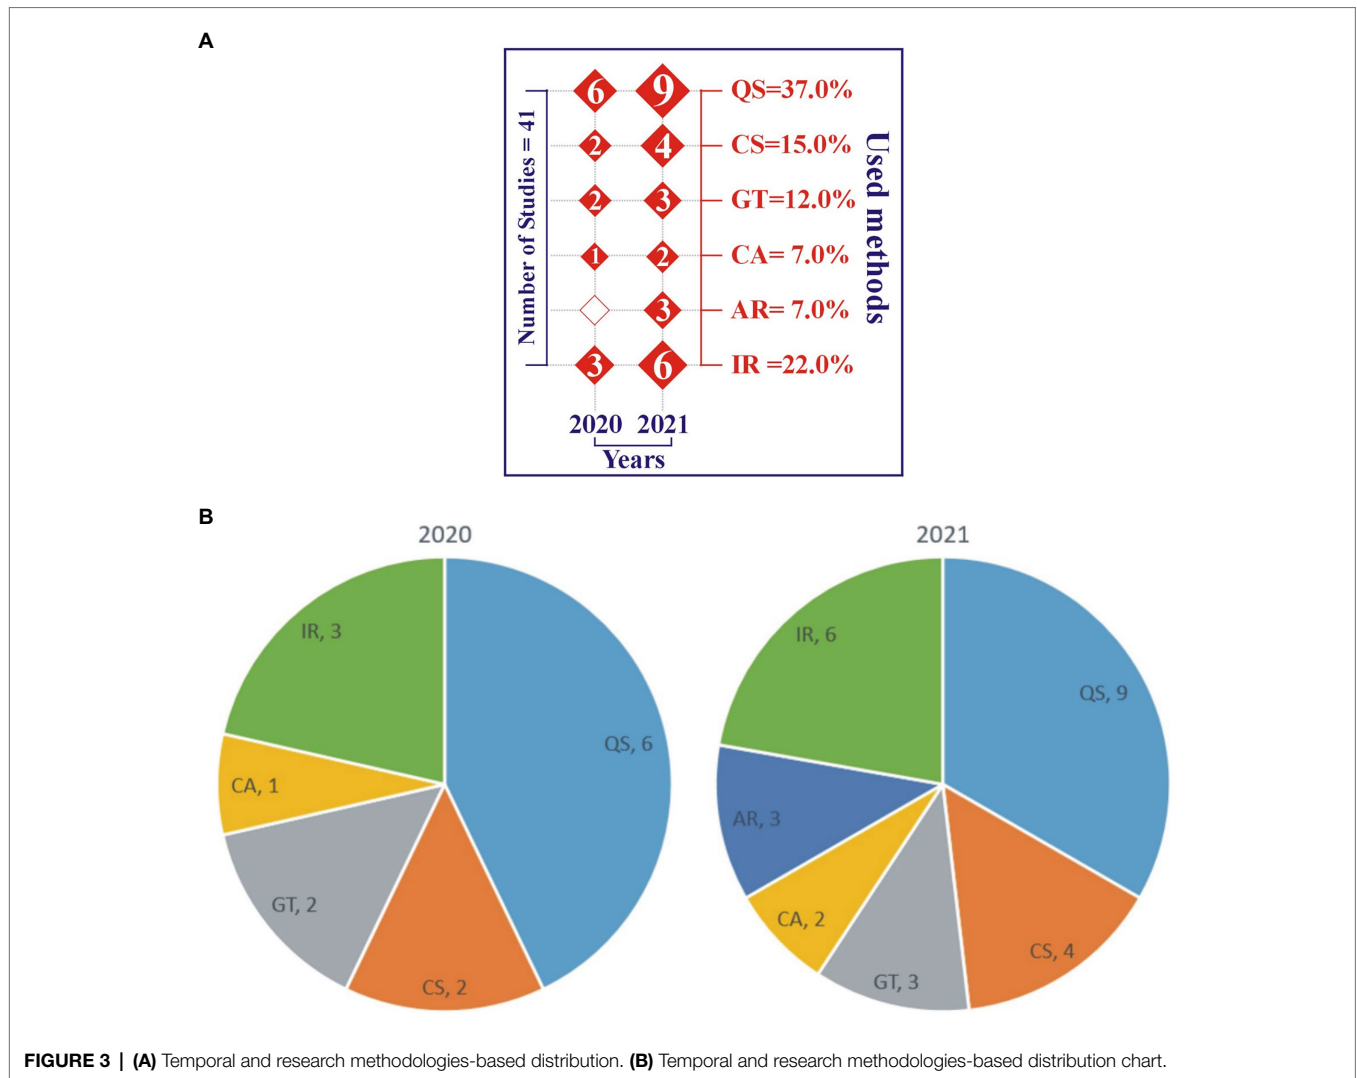 A
Number of Studies = 41
6 9 QS=37.0%
2 4 CS=15.0%
2 3 GT=12.0%
1 2 CA= 7.0%
3 AR= 7.0%
3 6 IR =22.0%
Used methods
2020 2021
Years
B
2020
IR, 3
QS, 6
CA, 1
GT, 2
CS, 2
2021
IR, 6
QS, 9
AR, 3
CA, 2
CS, 4
GT, 3
FIGURE 3 | (A) Temporal and research methodologies-based distribution. (B) Temporal and research methodologies-based distribution chart.